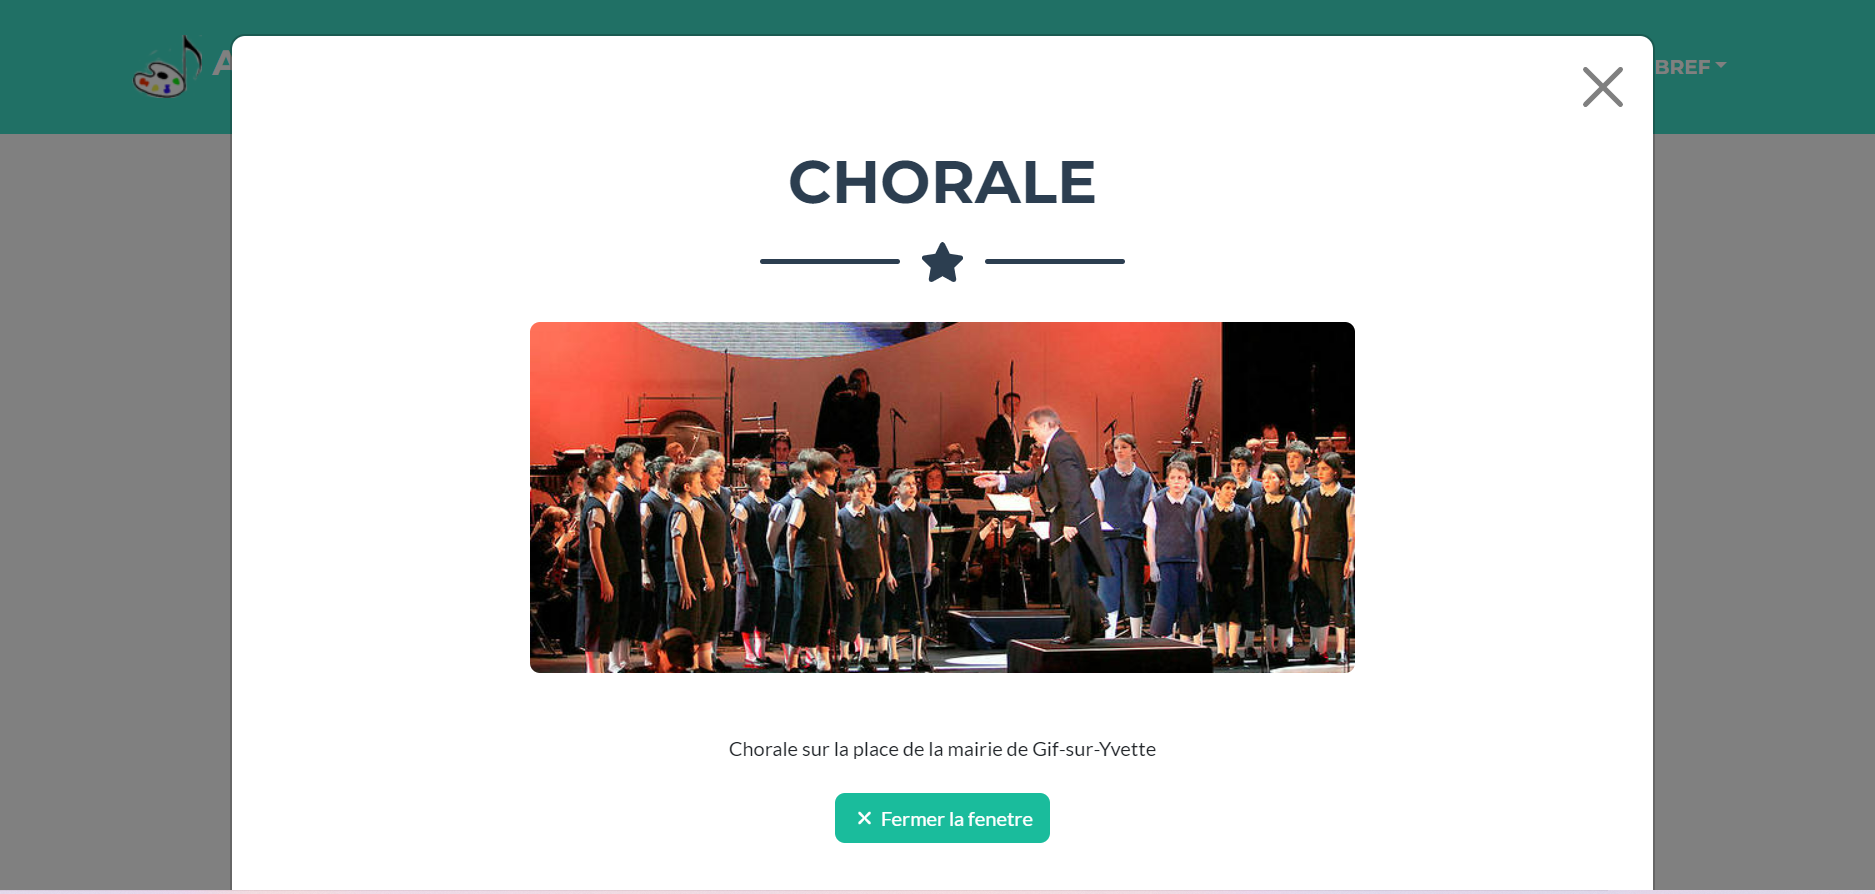 BREF
CHORALE
Chorale sur la place de la mairie de Gif-sur-Yvette
Fermer la fenetre